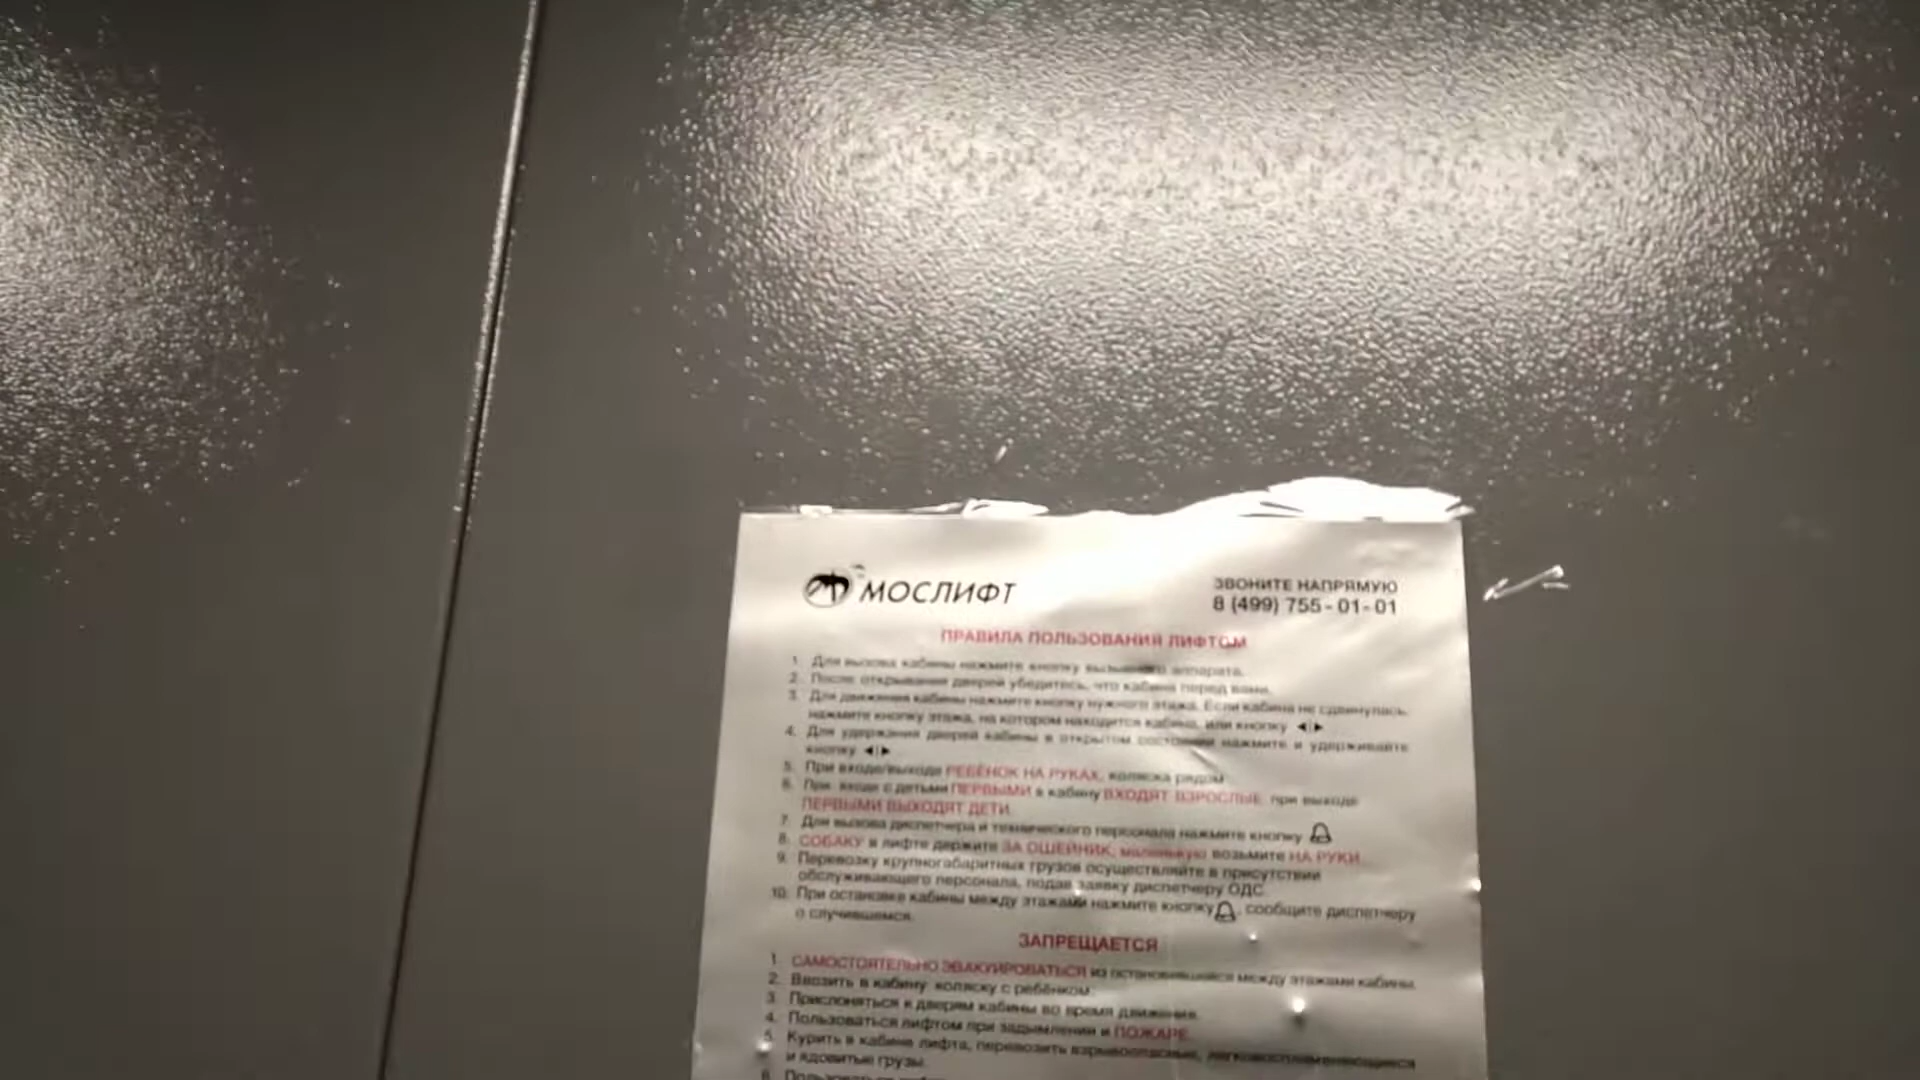 МОСЛИФТ
ЗВОНИТЕ НАПРЯМУЮ
8 (499) 755-01-01
ПРАВИЛА ПОЛЬЗОВАНИЯ ЛИФТОМ
1. Для вызова кабины нажмите кнопку вызывного аппарата.
2. После открывания дверей убедитесь, что кабина перед вами.
3. Для движения кабины нажмите кнопку нужного этажа. Если кабина не сдвинулась,
нажмите кнопку этажа, на котором находится кабина, или кнопку ◄|►
4. Для удержания дверей кабины в открытом состоянии нажмите и удерживайте
кнопку ◄|►
5. При входе/выходе РЕБЁНОК НА РУКАХ, коляска рядом
6. При входе с детьми ПЕРВЫМИ в кабину ВХОДЯТ ВЗРОСЛЫЕ, при выходе
ПЕРВЫМИ ВЫХОДЯТ ДЕТИ
7. Для вызова диспетчера и технического персонала нажмите кнопку
8. СОБАКУ в лифте держите ЗА ОШЕЙНИК, маленькую возьмите НА РУКИ
9. Перевозку крупногабаритных грузов осуществляйте в присутствии
обслуживающего персонала, подав заявку диспетчеру ОДС
10. При остановке кабины между этажами нажмите кнопку , сообщите диспетчеру
о случившемся.
ЗАПРЕЩАЕТСЯ
1. САМОСТОЯТЕЛЬНО ЭВАКУИРОВАТЬСЯ из остановившейся между этажами кабины.
2. Ввозить в кабину коляску с ребёнком.
3. Прислоняться к дверям кабины во время движения.
4. Пользоваться лифтом при задымлении и ПОЖАРЕ.
5. Курить в кабине лифта, перевозить взрывоопасные, легковоспламеняющиеся
и ядовитые грузы.
6.